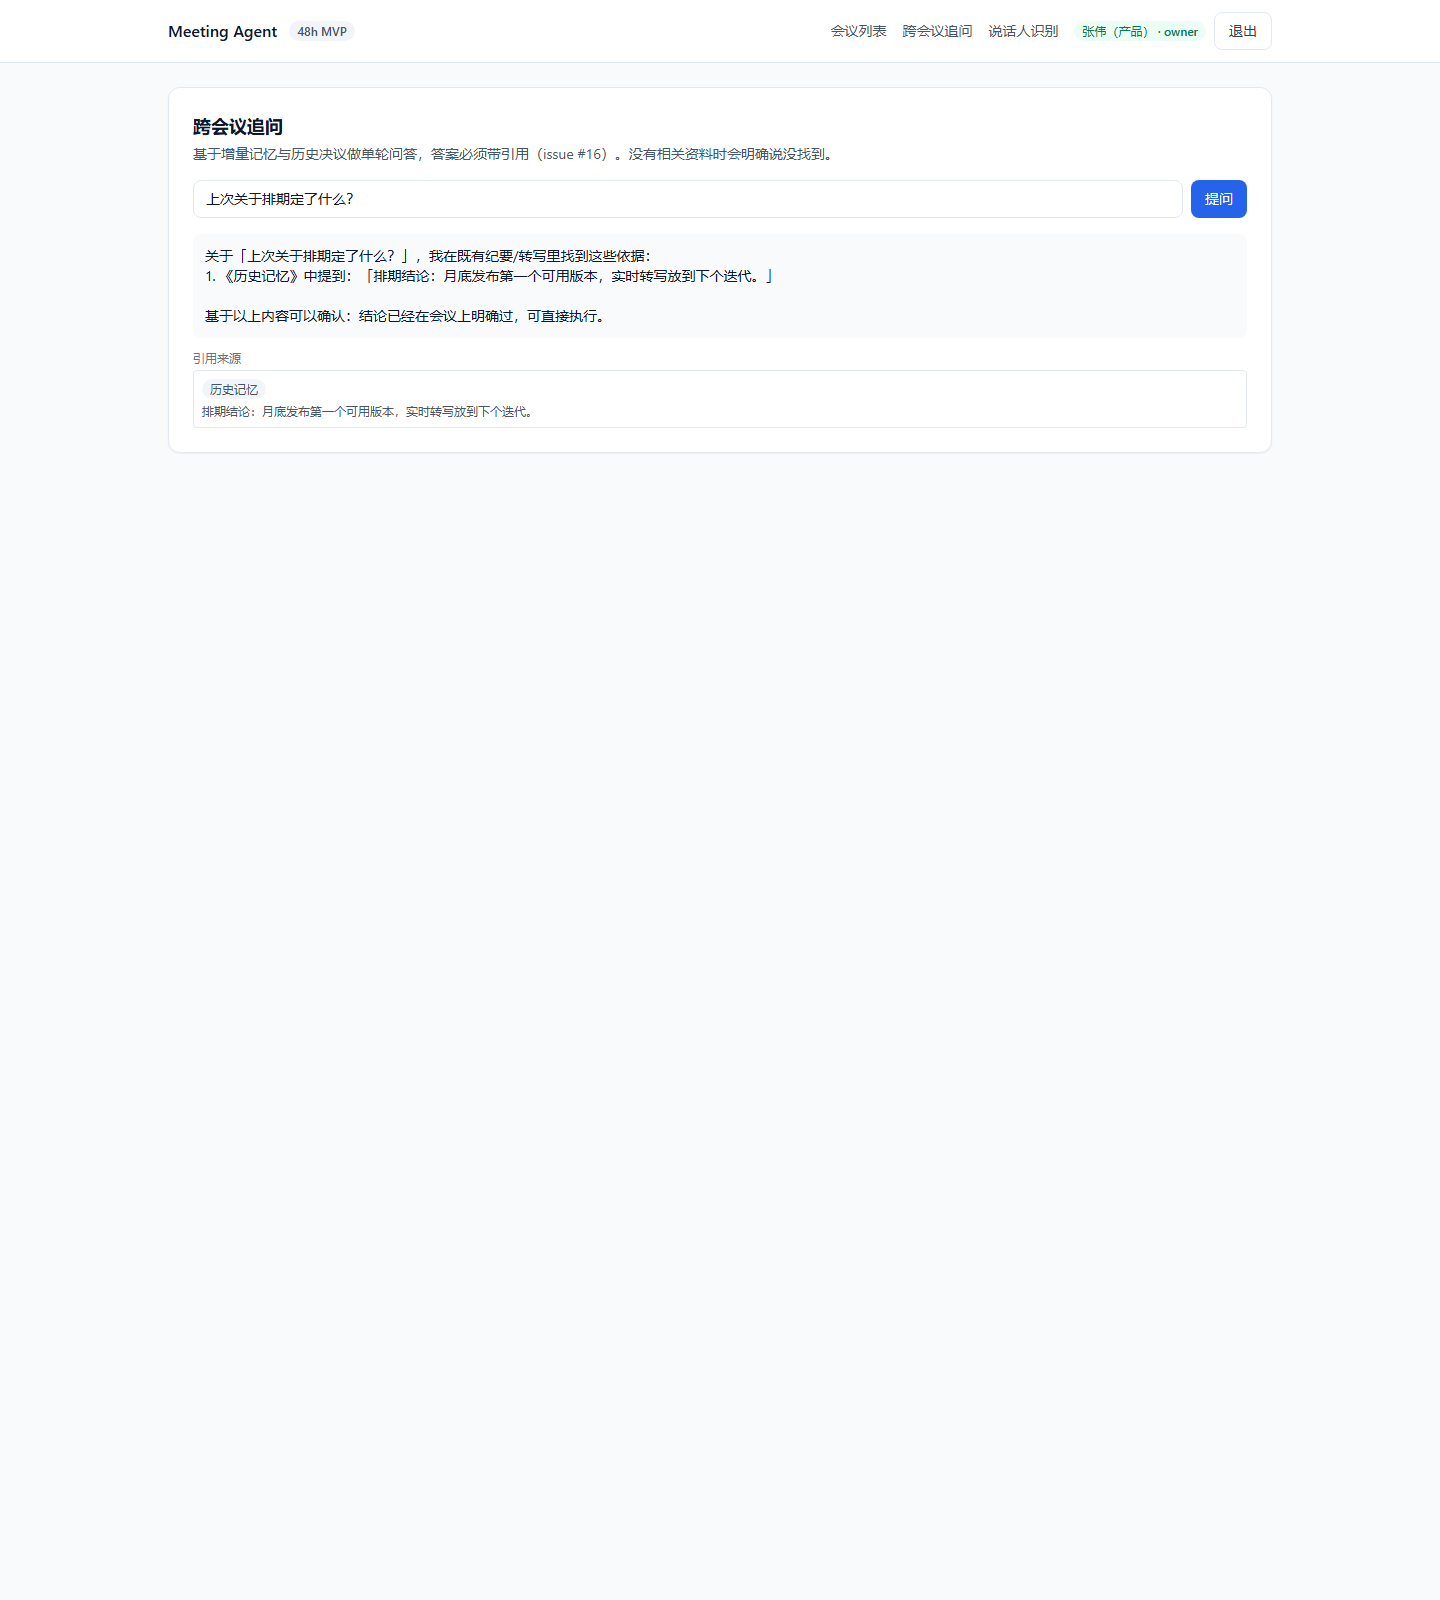 Meeting Agent 48h MVP 会议列表 跨会议追问 说话人识别 张伟（产品） · owner 退出
跨会议追问
基于增量记忆与历史决议做单轮问答，答案必须带引用（issue #16）。没有相关资料时会明确说没找到。
上次关于排期定了什么？ 提问
关于「上次关于排期定了什么？」，我在既有纪要/转写里找到这些依据：
1. 《历史记忆》中提到：「排期结论：月底发布第一个可用版本，实时转写放到下个迭代。」
基于以上内容可以确认：结论已经在会议上明确过，可直接执行。
引用来源
历史记忆
排期结论：月底发布第一个可用版本，实时转写放到下个迭代。